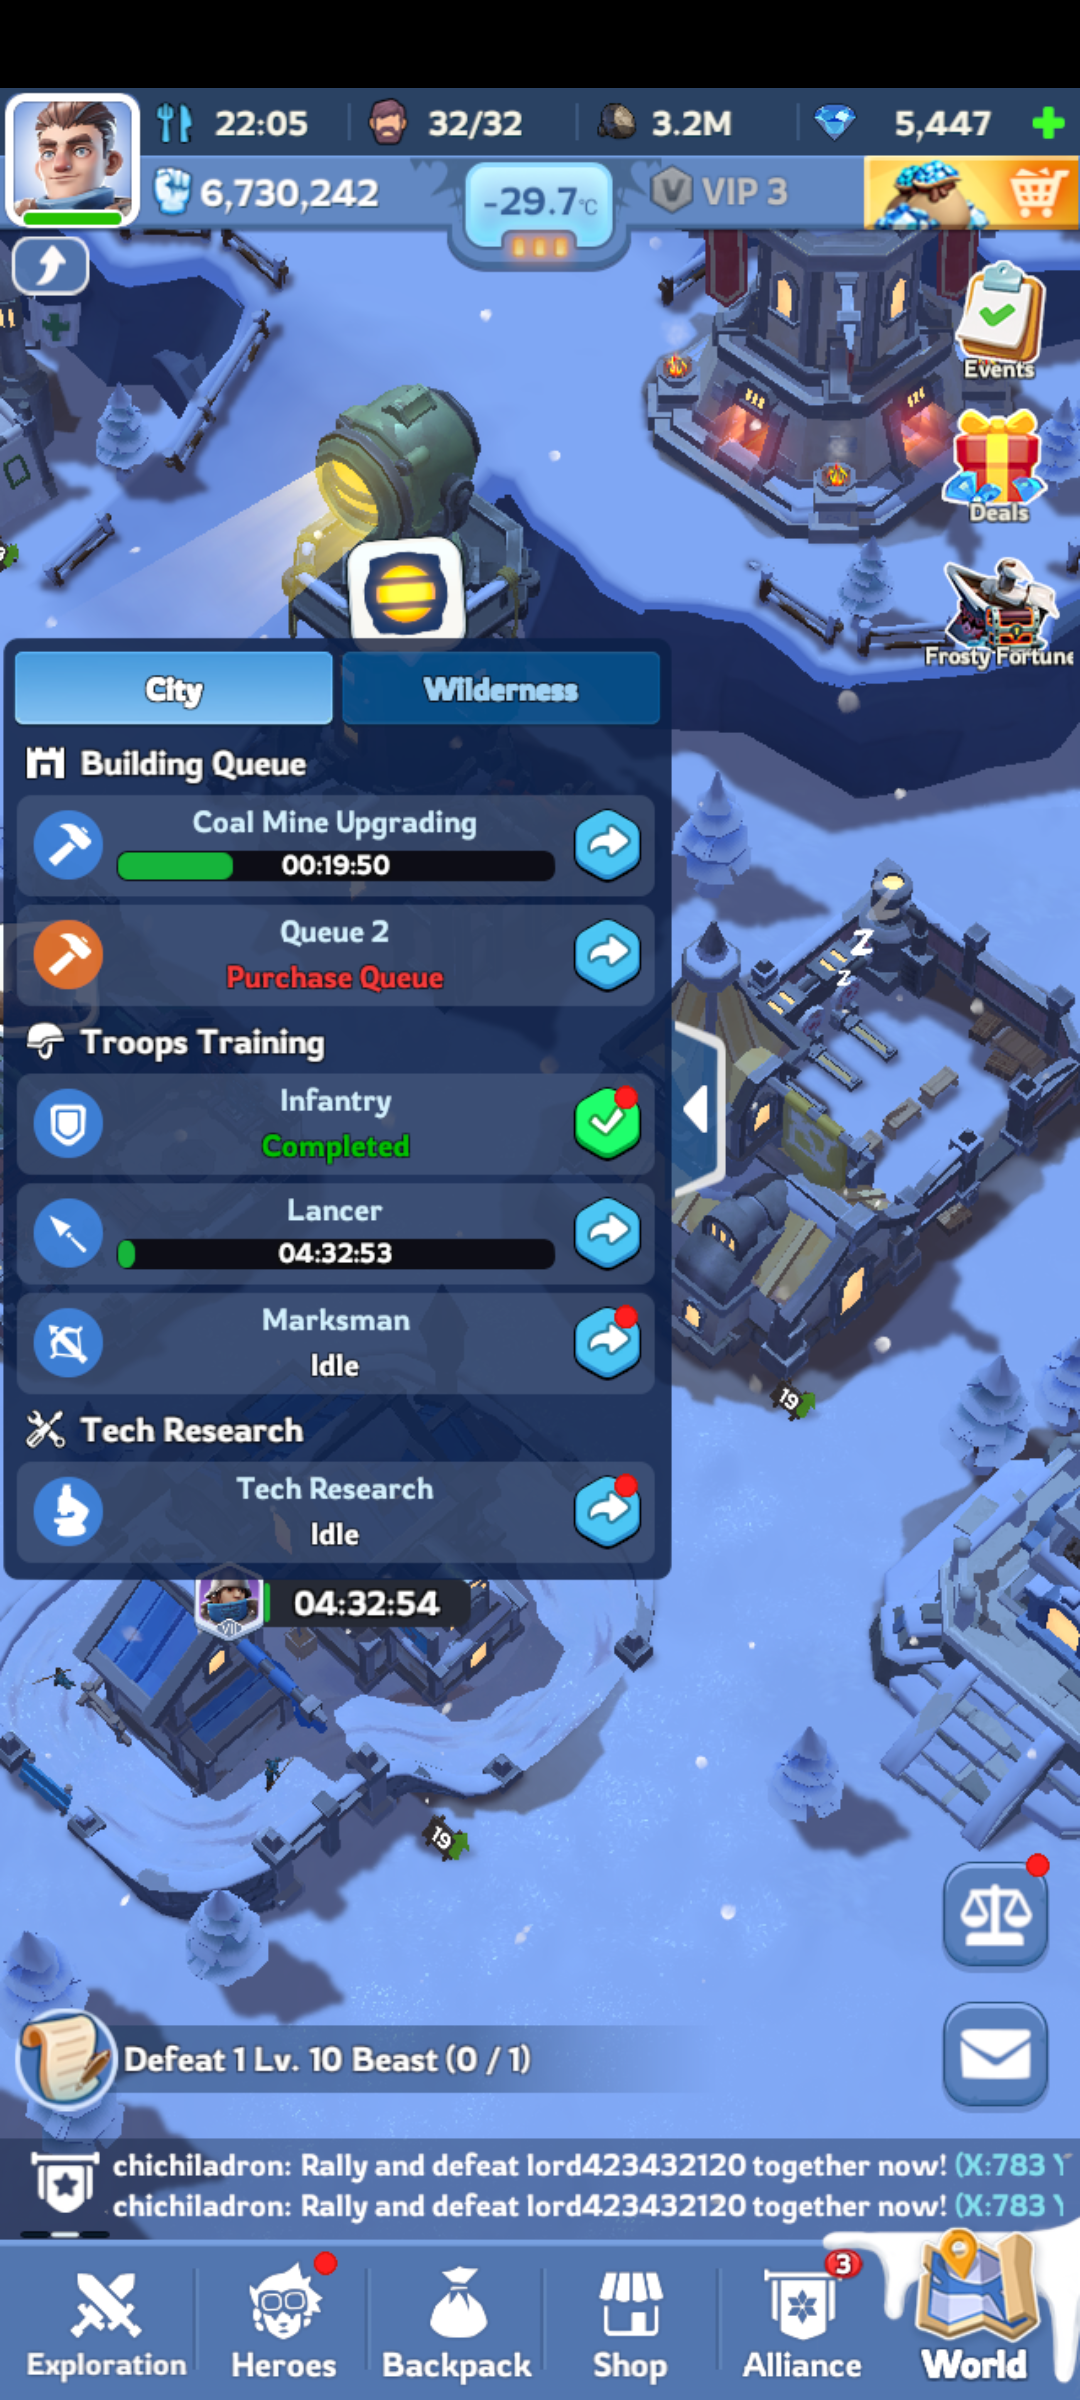 22:05
32/32
3.2M
5,447
6,730,242
-29.7°C
VIP 3
Events
Deals
Frosty Fortune
City
Wilderness
Building Queue
Coal Mine Upgrading
00:19:50
Queue 2
Purchase Queue
Troops Training
Infantry
Completed
Lancer
04:32:53
Marksman
Idle
Tech Research
Tech Research
Idle
Z
Z
Z
19
VII
04:32:54
19
Defeat 1 Lv. 10 Beast (0 / 1)
chichiladron: Rally and defeat lord423432120 together now! (X:783 Y
chichiladron: Rally and defeat lord423432120 together now! (X:783 Y
Exploration
Heroes
Backpack
Shop
3
Alliance
World